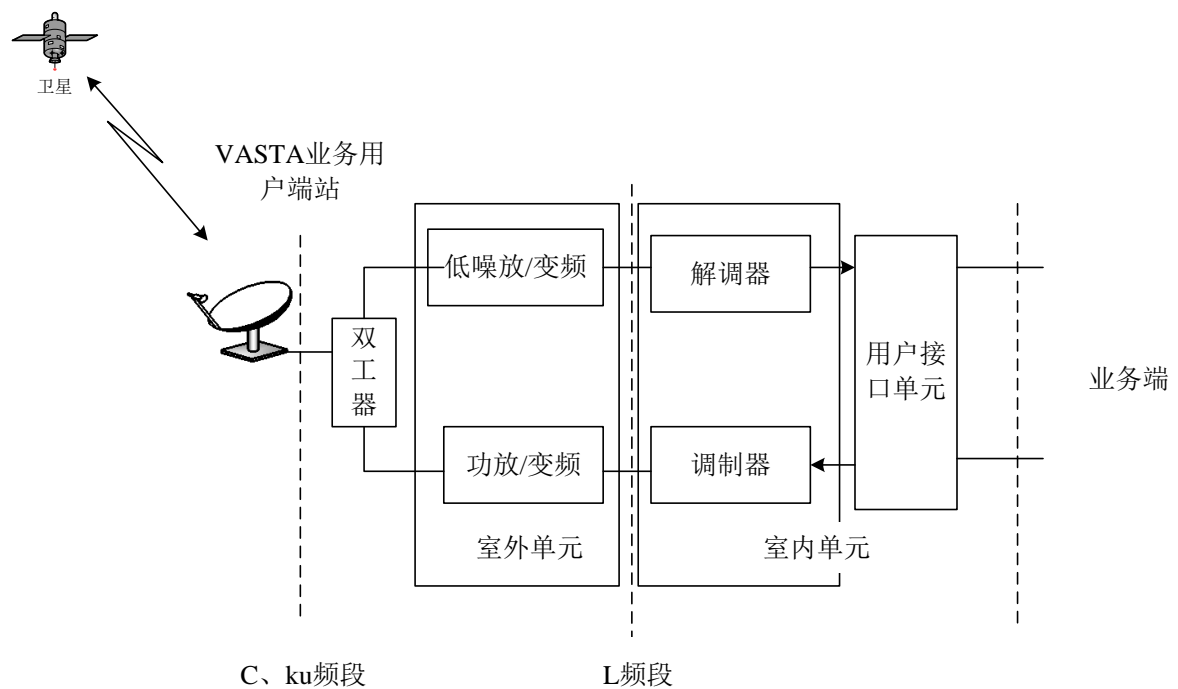 卫星
VASTA业务用
户端站
低噪放/变频
解调器
双
工
器
用户接
口单元
业务端
功放/变频
调制器
室外单元
室内单元
C、ku频段
L频段